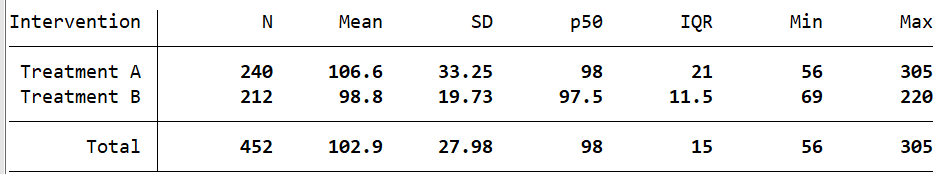 Intervention N Mean SD p50 IQR Min Max
Treatment A 240 106.6 33.25 98 21 56 305
Treatment B 212 98.8 19.73 97.5 11.5 69 220
Total 452 102.9 27.98 98 15 56 305